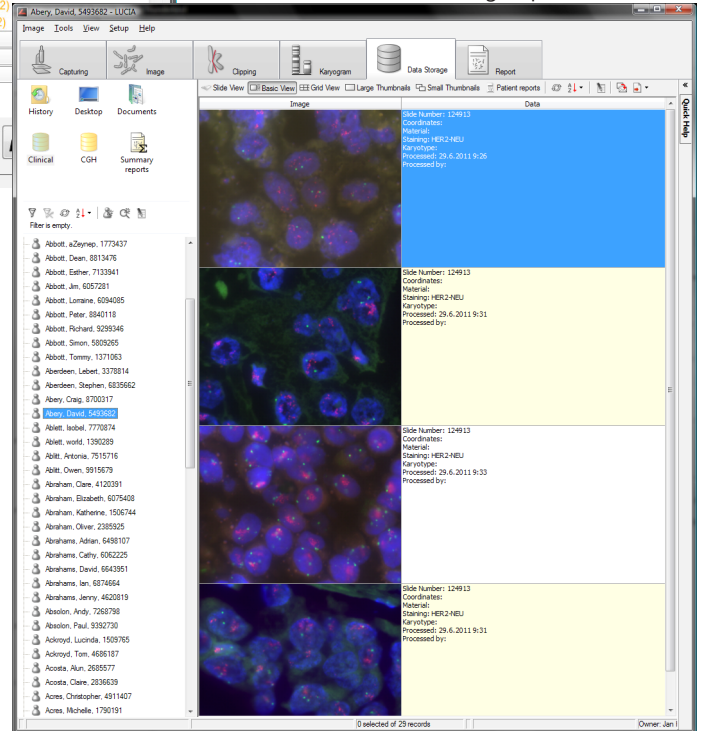 Abery, David, 5493682 - LUCIA
Image Tools View Setup Help
Capturing
Image
Clipping
Karyogram
Data Storage
Report
History
Desktop
Documents
Clinical
CGH
Summary reports
Filter is empty.
Abbott, aZeynep, 1773437
Abbott, Dean, 8813476
Abbott, Esther, 7133941
Abbott, Jim, 6057281
Abbott, Lorraine, 6094085
Abbott, Peter, 8840118
Abbott, Richard, 9299346
Abbott, Simon, 5809265
Abbott, Tommy, 1371063
Aberdeen, Lebert, 3378814
Aberdeen, Stephen, 6835662
Abery, Craig, 8700317
Abery, David, 5493682
Ablett, Isobel, 7770874
Ablett, world, 1390289
Ablitt, Antonia, 7515716
Ablitt, Owen, 9915679
Abraham, Clare, 4120391
Abraham, Elizabeth, 6075408
Abraham, Katherine, 1506744
Abraham, Oliver, 2385925
Abrahams, Adrian, 6498107
Abrahams, Cathy, 6062225
Abrahams, David, 6643951
Abrahams, Ian, 6874664
Abrahams, Jenny, 4620819
Absolon, Andy, 7268798
Absolon, Paul, 9392730
Ackroyd, Lucinda, 1509765
Ackroyd, Tom, 4686187
Acosta, Alun, 2685577
Acosta, Claire, 2836639
Acres, Christopher, 4911407
Acres, Michelle, 1790191
Slide View Basic View Grid View Large Thumbnails Small Thumbnails Patient reports
Image Data
Slide Number: 124913
Coordinates:
Material:
Staining: HER2-NEU
Karyotype:
Processed: 29.6.2011 9:26
Processed by:
Slide Number: 124913
Coordinates:
Material:
Staining: HER2-NEU
Karyotype:
Processed: 29.6.2011 9:31
Processed by:
Slide Number: 124913
Coordinates:
Material:
Staining: HER2-NEU
Karyotype:
Processed: 29.6.2011 9:33
Processed by:
Slide Number: 124913
Coordinates:
Material:
Staining: HER2-NEU
Karyotype:
Processed: 29.6.2011 9:31
Processed by:
Quick Help
0 selected of 29 records
Owner: Jan